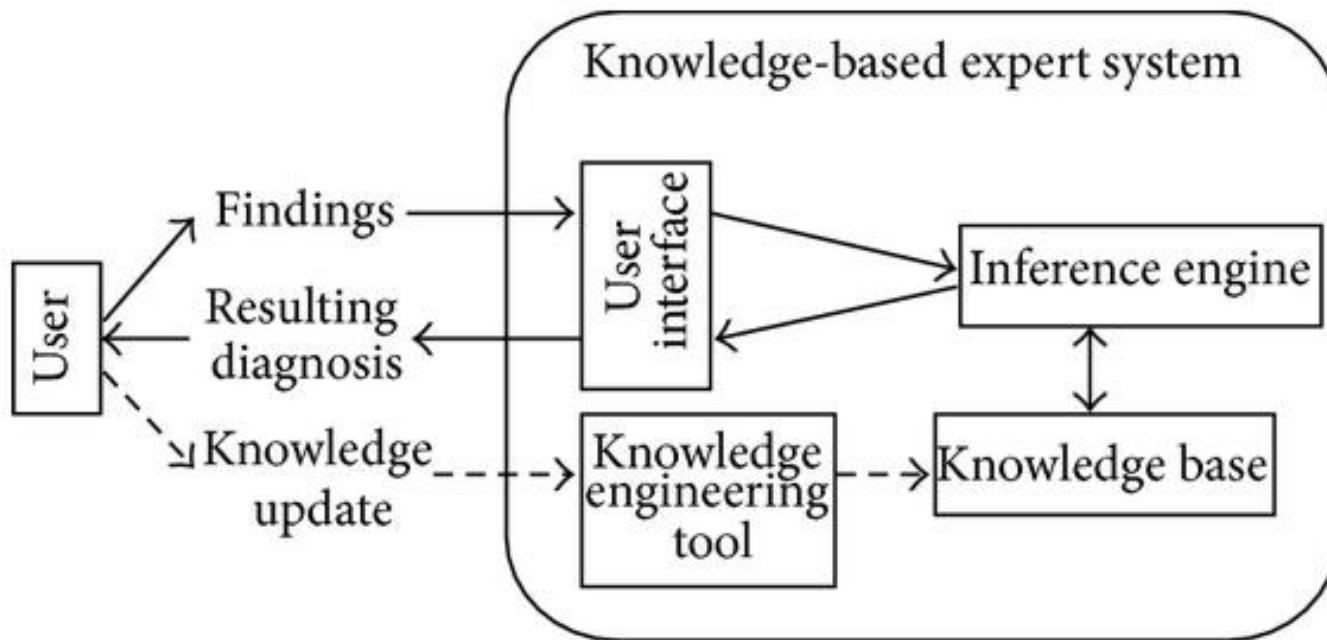 Knowledge-based expert system
User
Findings
Resulting
diagnosis
Knowledge
update
User
interface
Inference engine
Knowledge
engineering
tool
Knowledge base